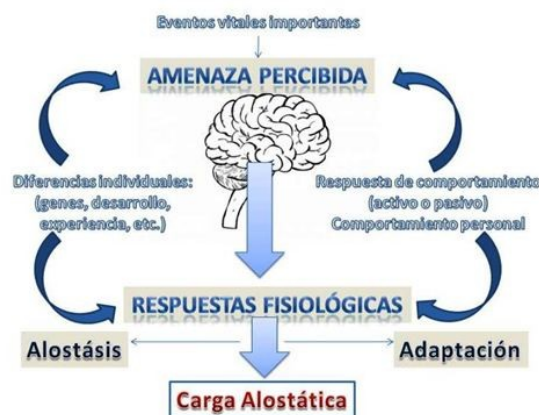 Eventos vitales importantes
AMENAZA PERCIBIDA
Diferencias individuales:
(genes, desarrollo,
experiencia, etc.)
Respuesta de comportamiento
(activo o pasivo)
Comportamiento personal
RESPUESTAS FISIOLÓGICAS
Alostásis
Adaptación
Carga Alostática